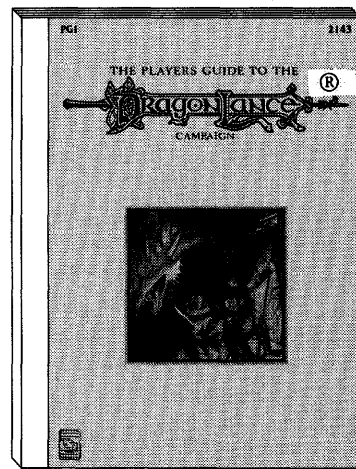 PG1 2143
THE PLAYERS GUIDE TO THE
DRAGONLANCE ®
CAMPAIGN